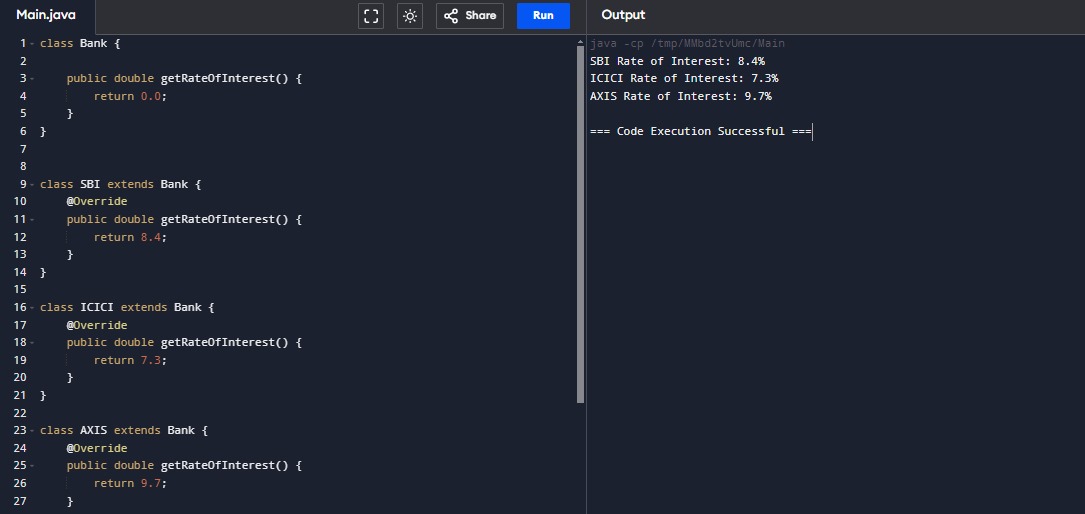 Main.java
Share
Run
Output
1 class Bank {
2
3     public double getRateOfInterest() {
4         return 0.0;
5     }
6 }
7
8
9 class SBI extends Bank {
10     @Override
11     public double getRateOfInterest() {
12         return 8.4;
13     }
14 }
15
16 class ICICI extends Bank {
17     @Override
18     public double getRateOfInterest() {
19         return 7.3;
20     }
21 }
22
23 class AXIS extends Bank {
24     @Override
25     public double getRateOfInterest() {
26         return 9.7;
27     }
java -cp /tmp/MMbd2tvUmc/Main
SBI Rate of Interest: 8.4%
ICICI Rate of Interest: 7.3%
AXIS Rate of Interest: 9.7%
=== Code Execution Successful ===